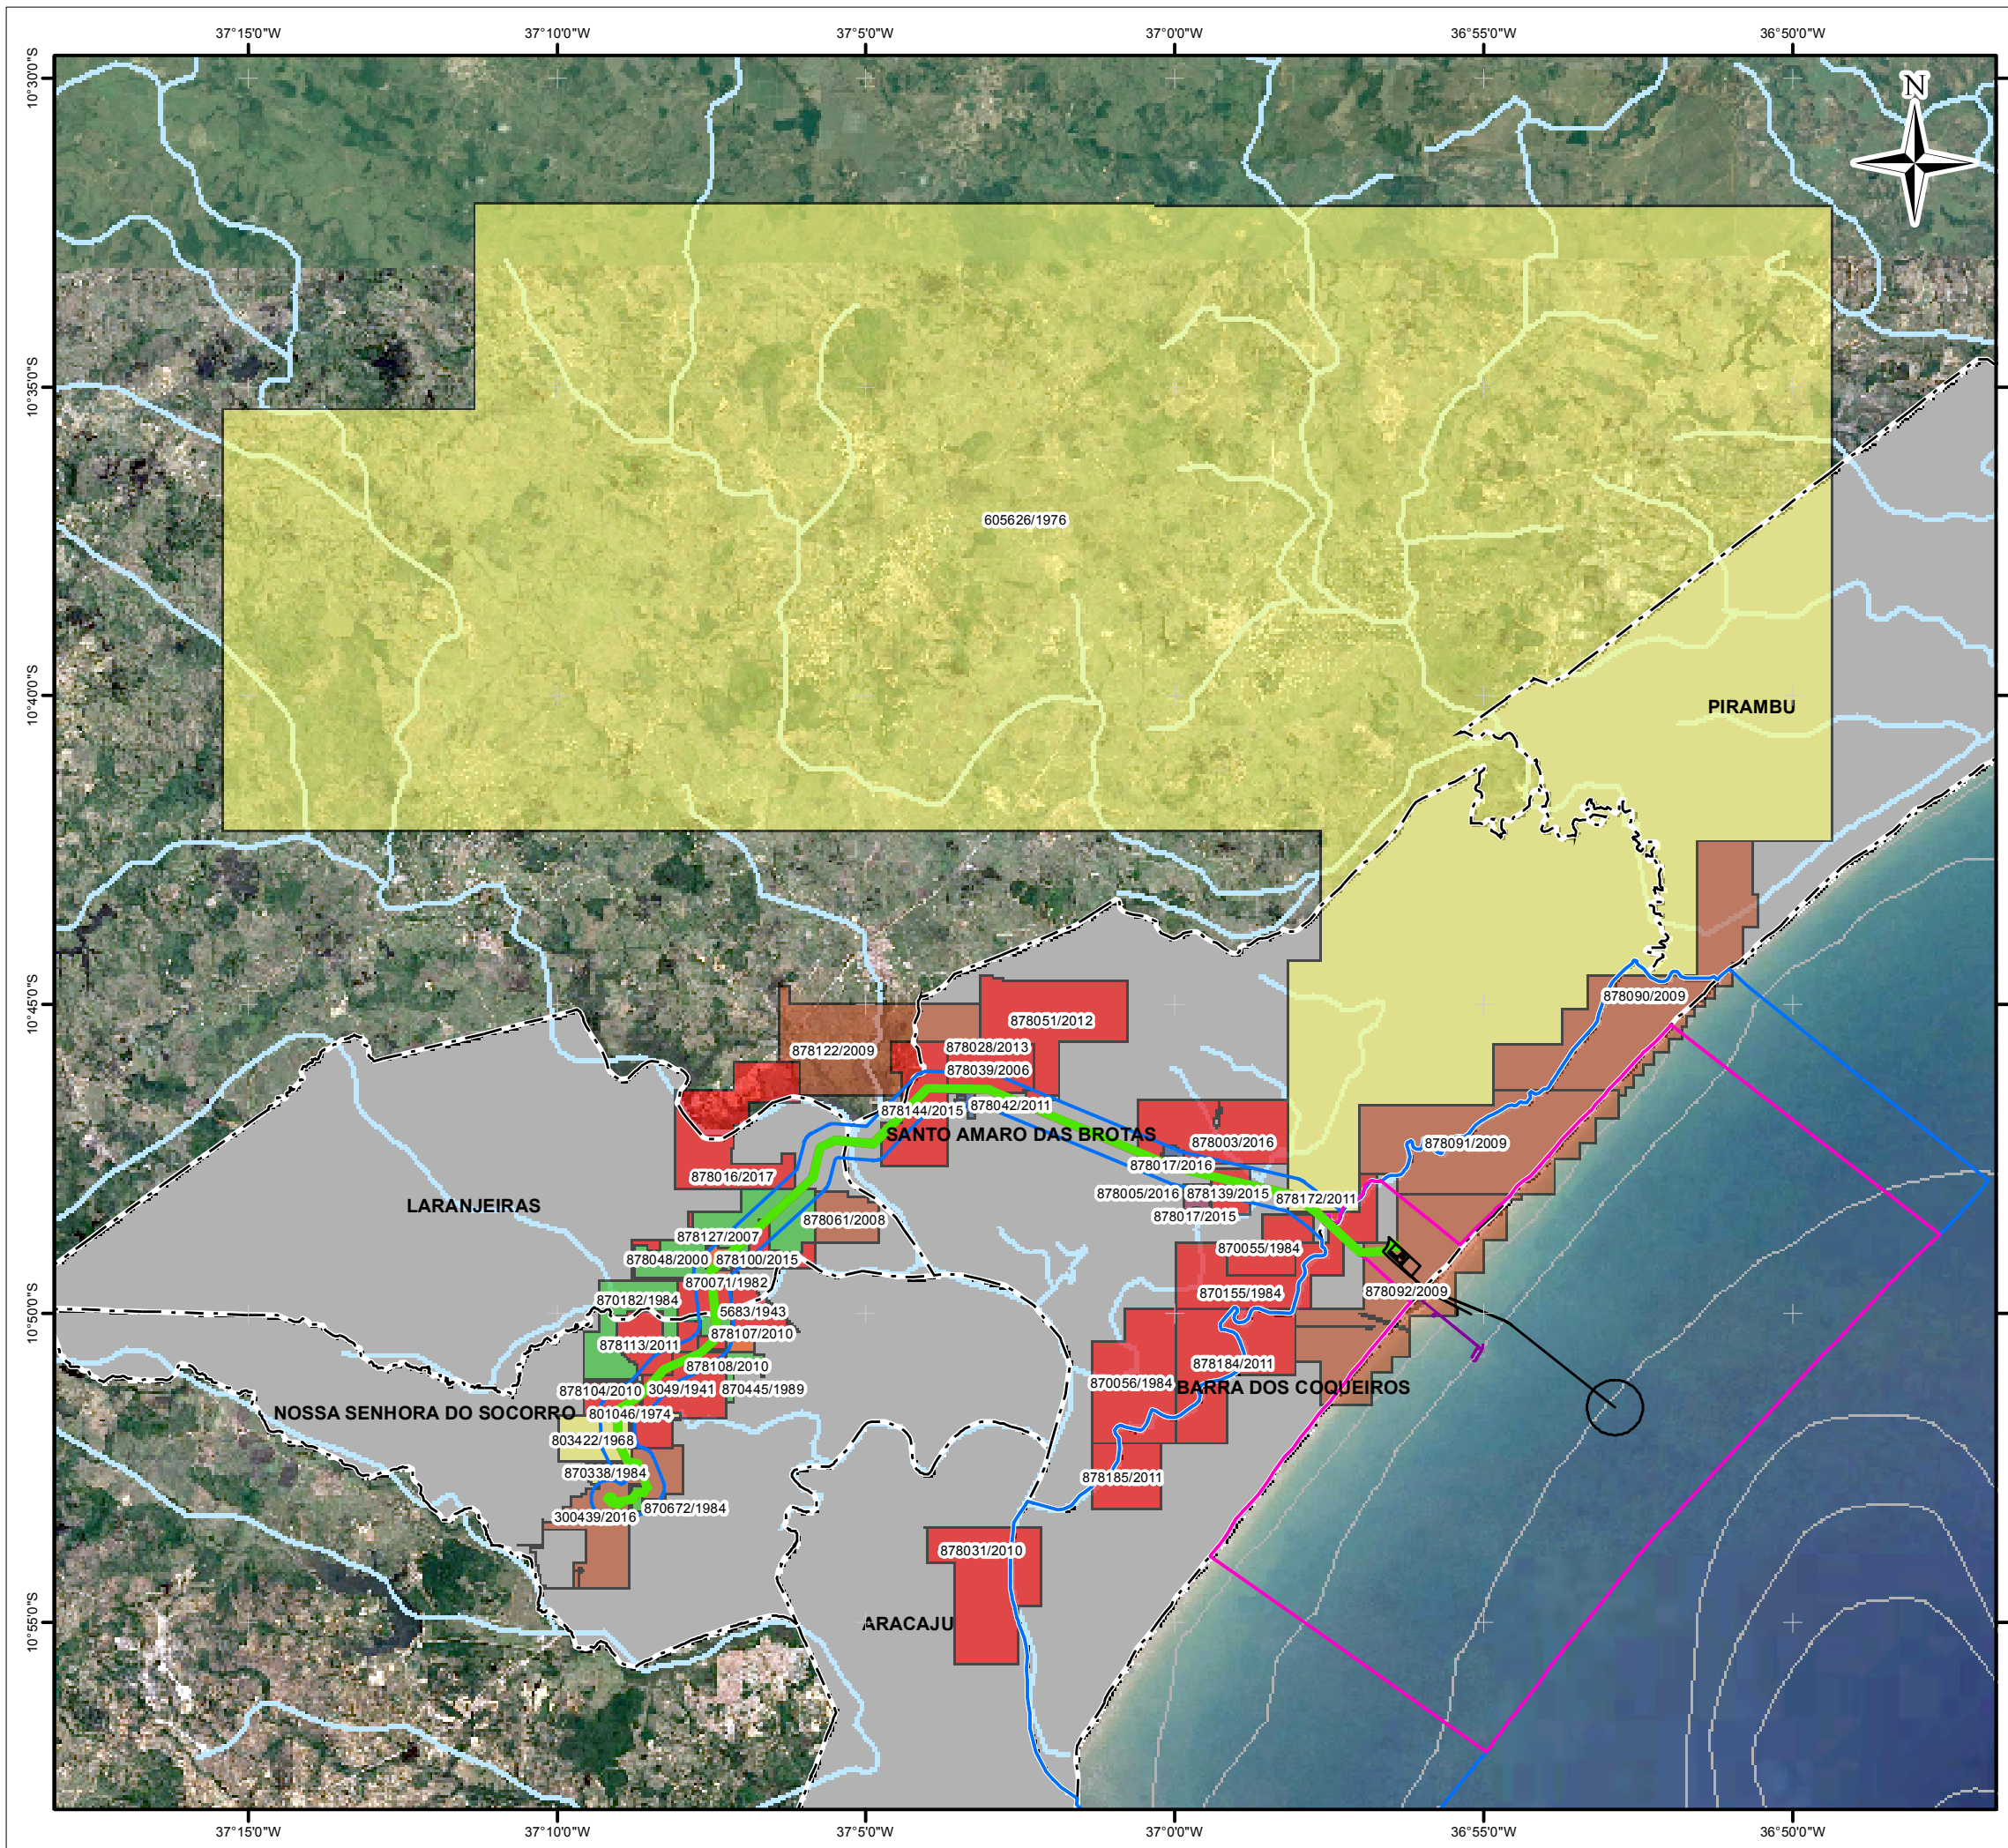 37°15'0"W
37°10'0"W
37°5'0"W
37°0'0"W
36°55'0"W
36°50'0"W
10°30'0"S
N
10°35'0"S
605626/1976
10°40'0"S
PIRAMBU
10°45'0"S
878090/2009
878051/2012
878028/2013
878122/2009
878039/2006
878042/2011
878144/2015
SANTO AMARO DAS BROTAS
878003/2016
878091/2009
878017/2016
878016/2017
878005/2016
878139/2015
878172/2011
LARANJEIRAS
878017/2015
878061/2008
878127/2007
870055/1984
878048/2000
878100/2015
870071/1982
870155/1984
878092/2009
870182/1984
5683/1943
10°50'0"S
878107/2010
878113/2011
878108/2010
878184/2011
870056/1984
BARRA DOS COQUEIROS
878104/2010
3049/1941
870445/1989
NOSSA SENHORA DO SOCORRO
801046/1974
803422/1968
870338/1984
878185/2011
870672/1984
300439/2016
878031/2010
10°55'0"S
ARACAJU
37°15'0"W
37°10'0"W
37°5'0"W
37°0'0"W
36°55'0"W
36°50'0"W